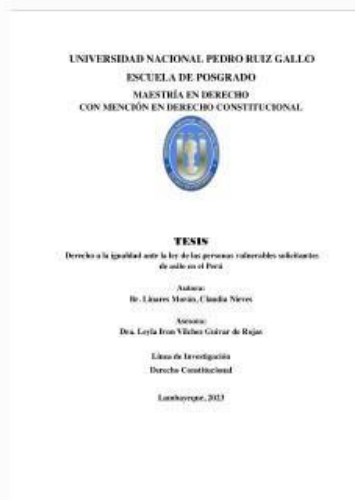 UNIVERSIDAD NACIONAL PEDRO RUIZ GALLO
ESCUELA DE POSGRADO
MAESTRÍA EN DERECHO
CON MENCIÓN EN DERECHO CONSTITUCIONAL
TESIS
Derecho a la igualdad ante la ley de las personas vulnerables solicitantes
de asilo en el Perú
Autora:
Br. Linares Morán, Claudia Nieves
Asesora:
Dra. Leyla Ivon Vílchez Guivar de Rojas
Línea de Investigación
Derecho Constitucional
Lambayeque, 2023